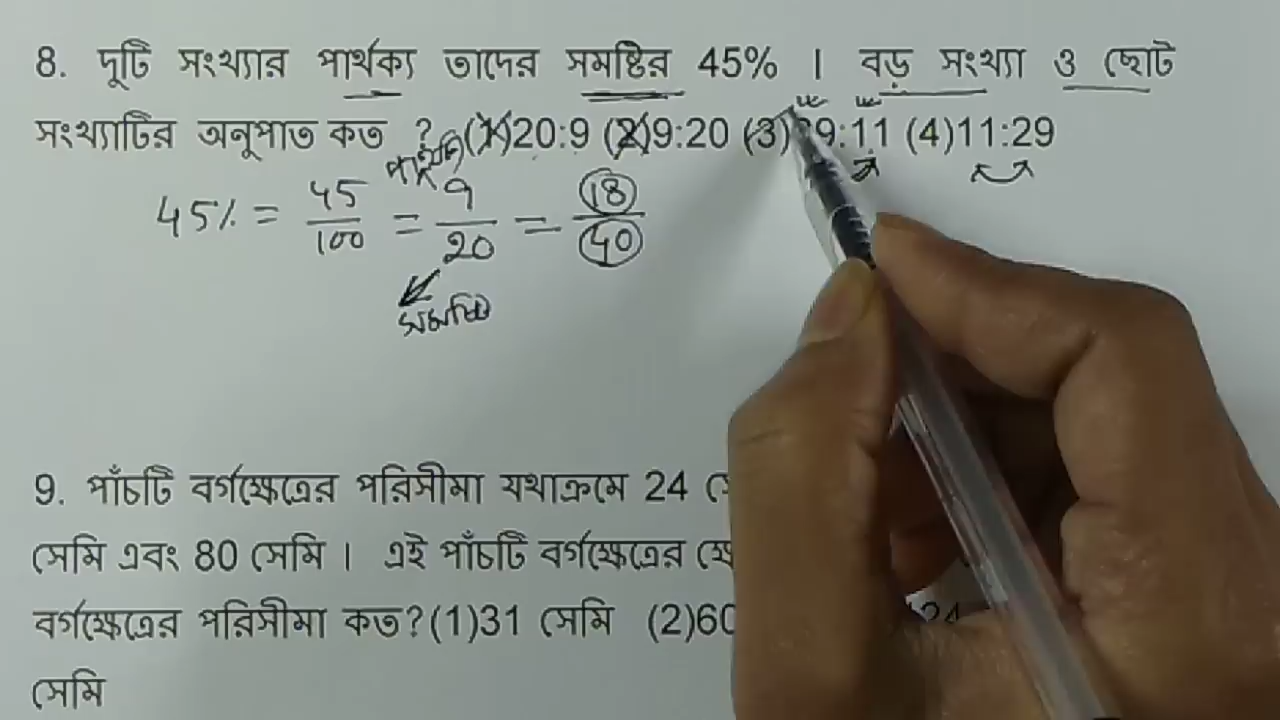 8. দুটি সংখ্যার পার্থক্য তাদের সমষ্টির 45% । বড় সংখ্যা ও ছোট
সংখ্যাটির অনুপাত কত ? (1)20:9 (2)9:20 (3)29:11 (4)11:29
পার্থক্য
45% = 45/100 = 9/20 = 18/40
সমষ্টি
9. পাঁচটি বর্গক্ষেত্রের পরিসীমা যথাক্রমে 24
সেমি এবং 80 সেমি । এই পাঁচটি বর্গক্ষেত্রের
বর্গক্ষেত্রের পরিসীমা কত?(1)31 সেমি (2)60
সেমি